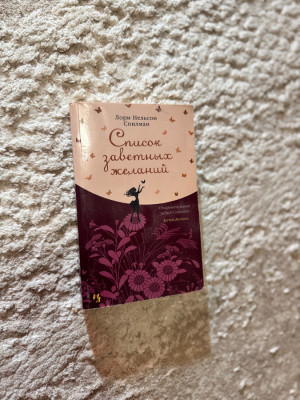 Лори Нельсон
Спилман
Список
заветных
желаний